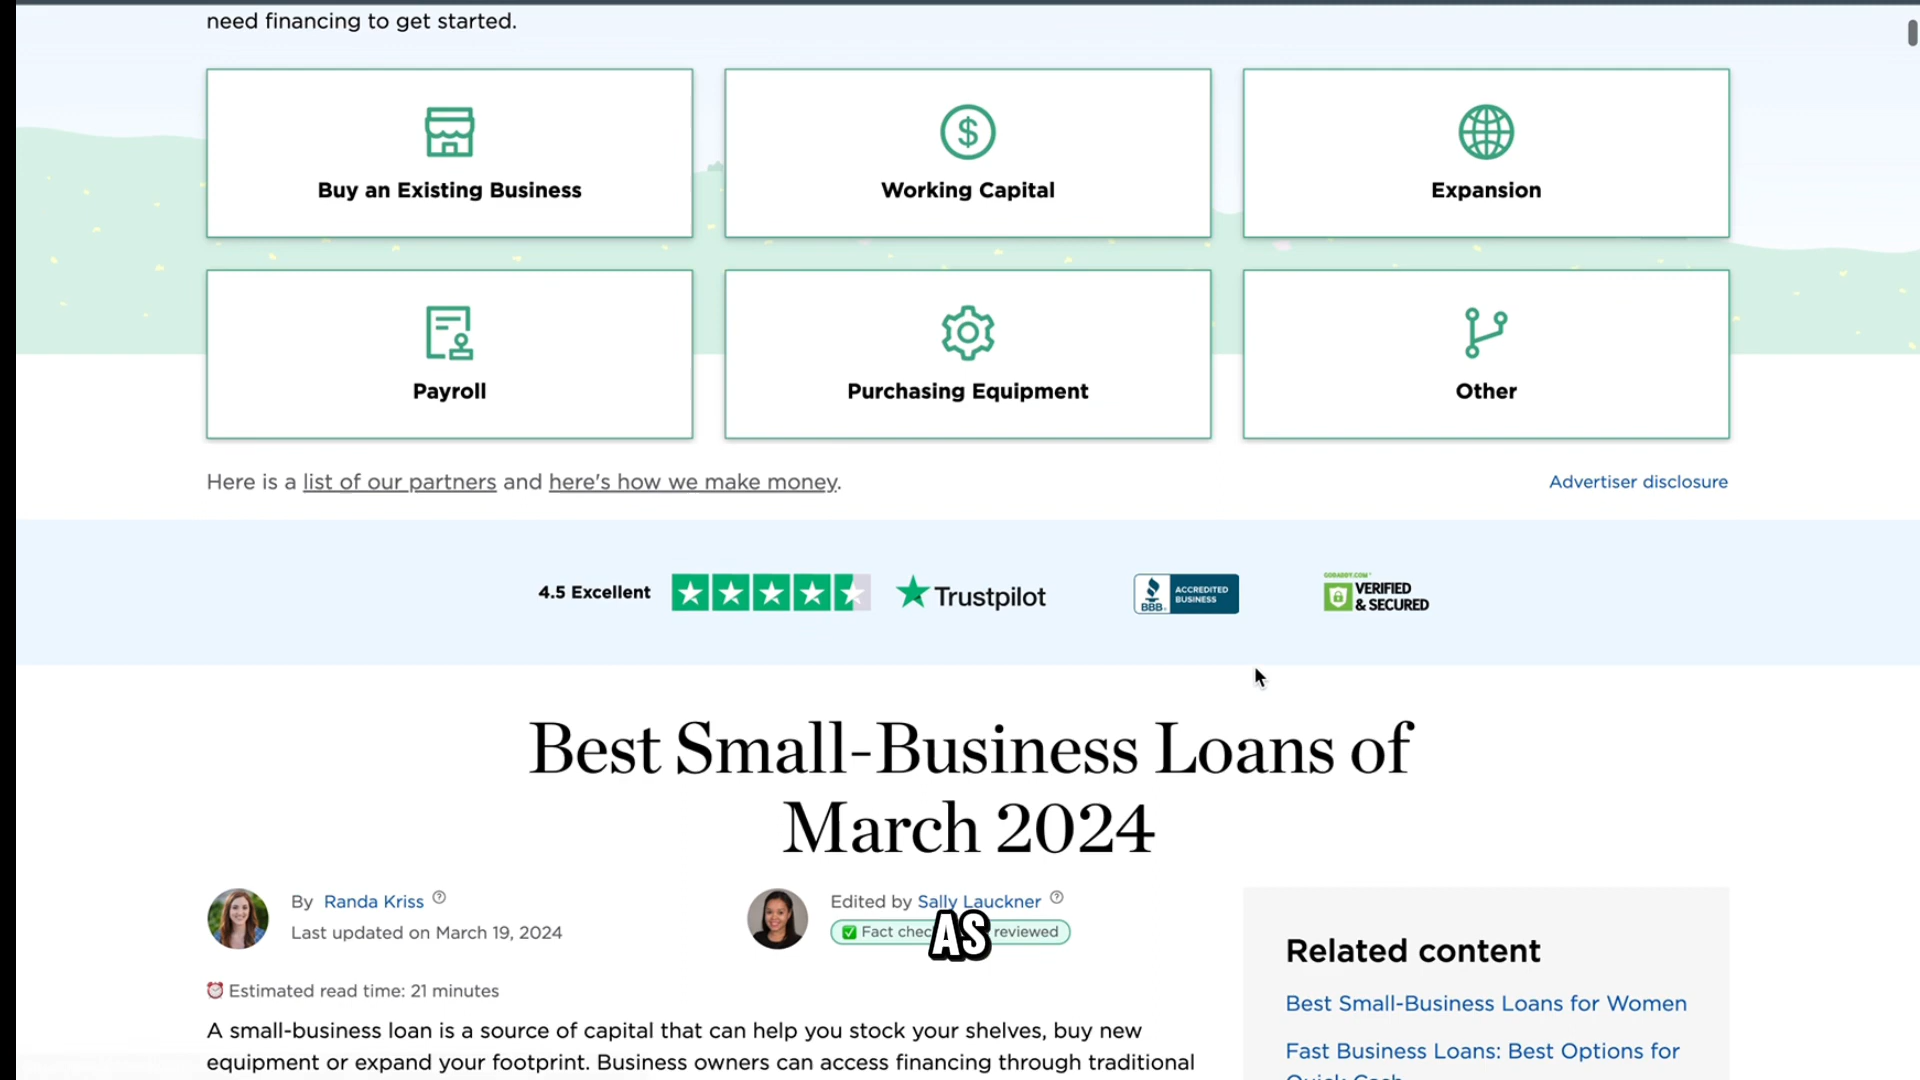 need financing to get started.
Buy an Existing Business
Working Capital
Expansion
Payroll
Purchasing Equipment
Other
Here is a list of our partners and here's how we make money.
Advertiser disclosure
4.5 Excellent
Trustpilot
BBB.
ACCREDITED
BUSINESS
GODADDY.COM
VERIFIED
& SECURED
Best Small-Business Loans of
March 2024
By Randa Kriss
Last updated on March 19, 2024
Edited by Sally Lauckner
Fact chec
reviewed
AS
Estimated read time: 21 minutes
A small-business loan is a source of capital that can help you stock your shelves, buy new
equipment or expand your footprint. Business owners can access financing through traditional
Related content
Best Small-Business Loans for Women
Fast Business Loans: Best Options for
Quick Cash